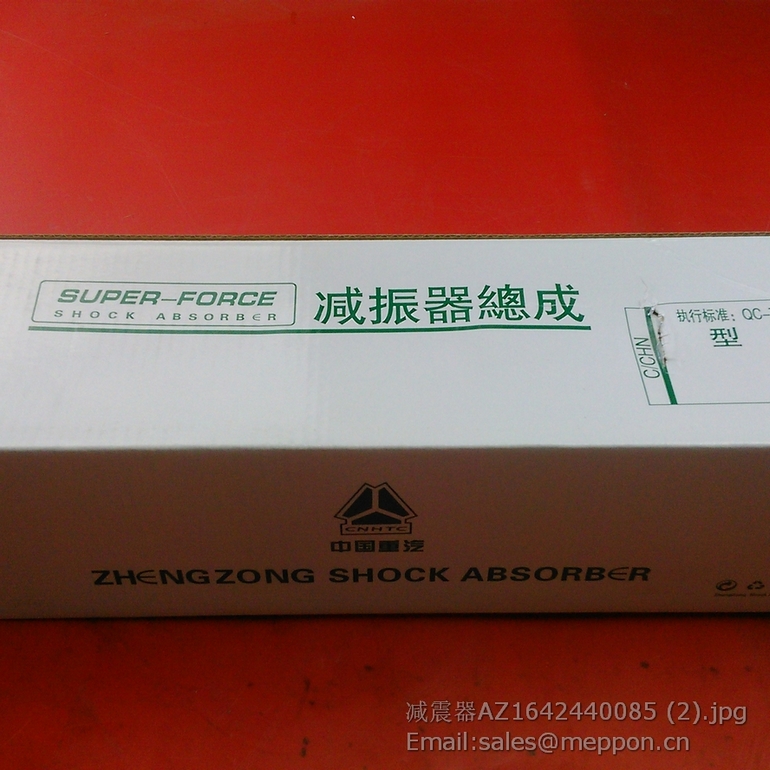 SUPER-FORCE
SHOCK ABSORBER
减振器總成
执行标准：QC-
型
C/CHN
CNHTC
中国重汽
ZHENGZONG SHOCK ABSORBER
减震器AZ1642440085 (2).jpg
Email:sales@meppon.cn